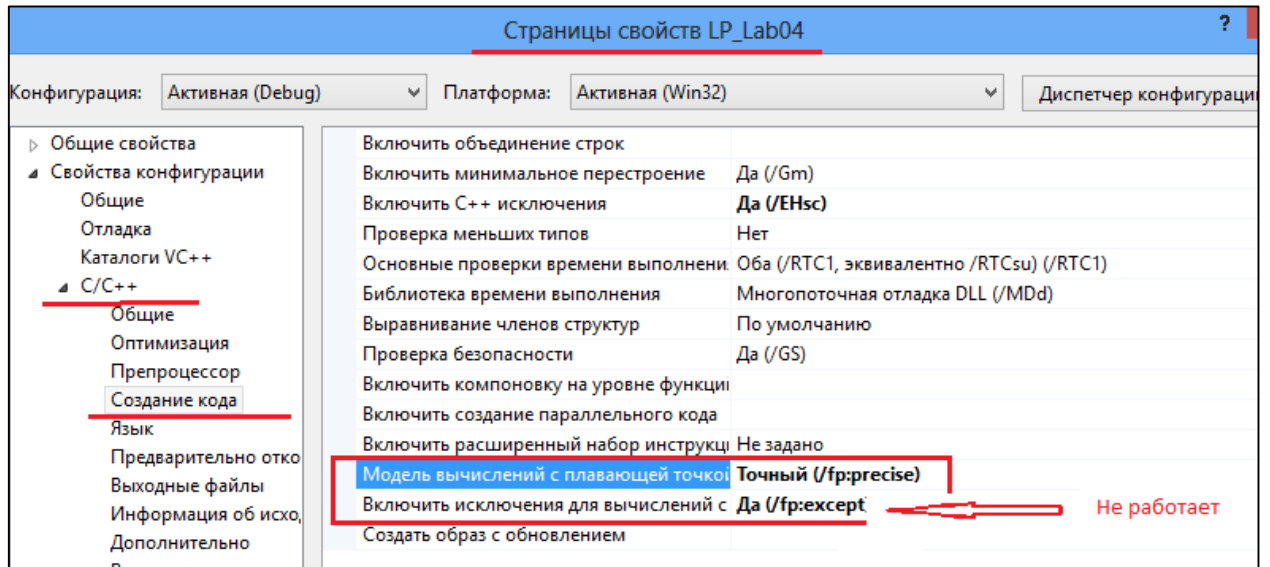 Страницы свойств LP_Lab04
?
Конфигурация: Активная (Debug) Платформа: Активная (Win32) Диспетчер конфигураци
Общие свойства
Свойства конфигурации
Общие
Отладка
Каталоги VC++
C/C++
Общие
Оптимизация
Препроцессор
Создание кода
Язык
Предварительно отко
Выходные файлы
Информация об исхо,
Дополнительно
Включить объединение строк
Включить минимальное перестроение Да (/Gm)
Включить C++ исключения Да (/EHsc)
Проверка меньших типов Нет
Основные проверки времени выполнени Оба (/RTC1, эквивалентно /RTCsu) (/RTC1)
Библиотека времени выполнения Многопоточная отладка DLL (/MDd)
Выравнивание членов структур По умолчанию
Проверка безопасности Да (/GS)
Включить компоновку на уровне функци
Включить создание параллельного кода
Включить расширенный набор инструкц Не задано
Модель вычислений с плавающей точкой Точный (/fp:precise)
Включить исключения для вычислений с Да (/fp:except) Не работает
Создать образ с обновлением